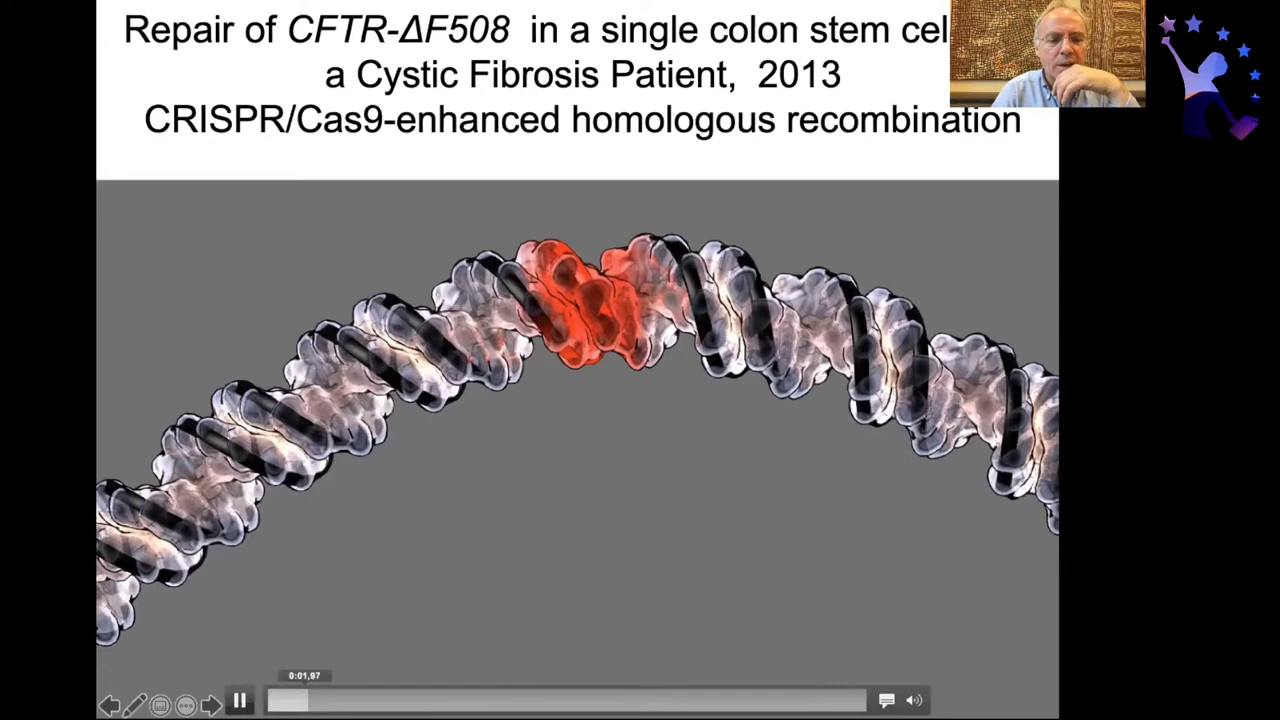 Repair of CFTR-ΔF508 in a single colon stem
a Cystic Fibrosis Patient, 2013
CRISPR/Cas9-enhanced homologous recombination
0:01,97